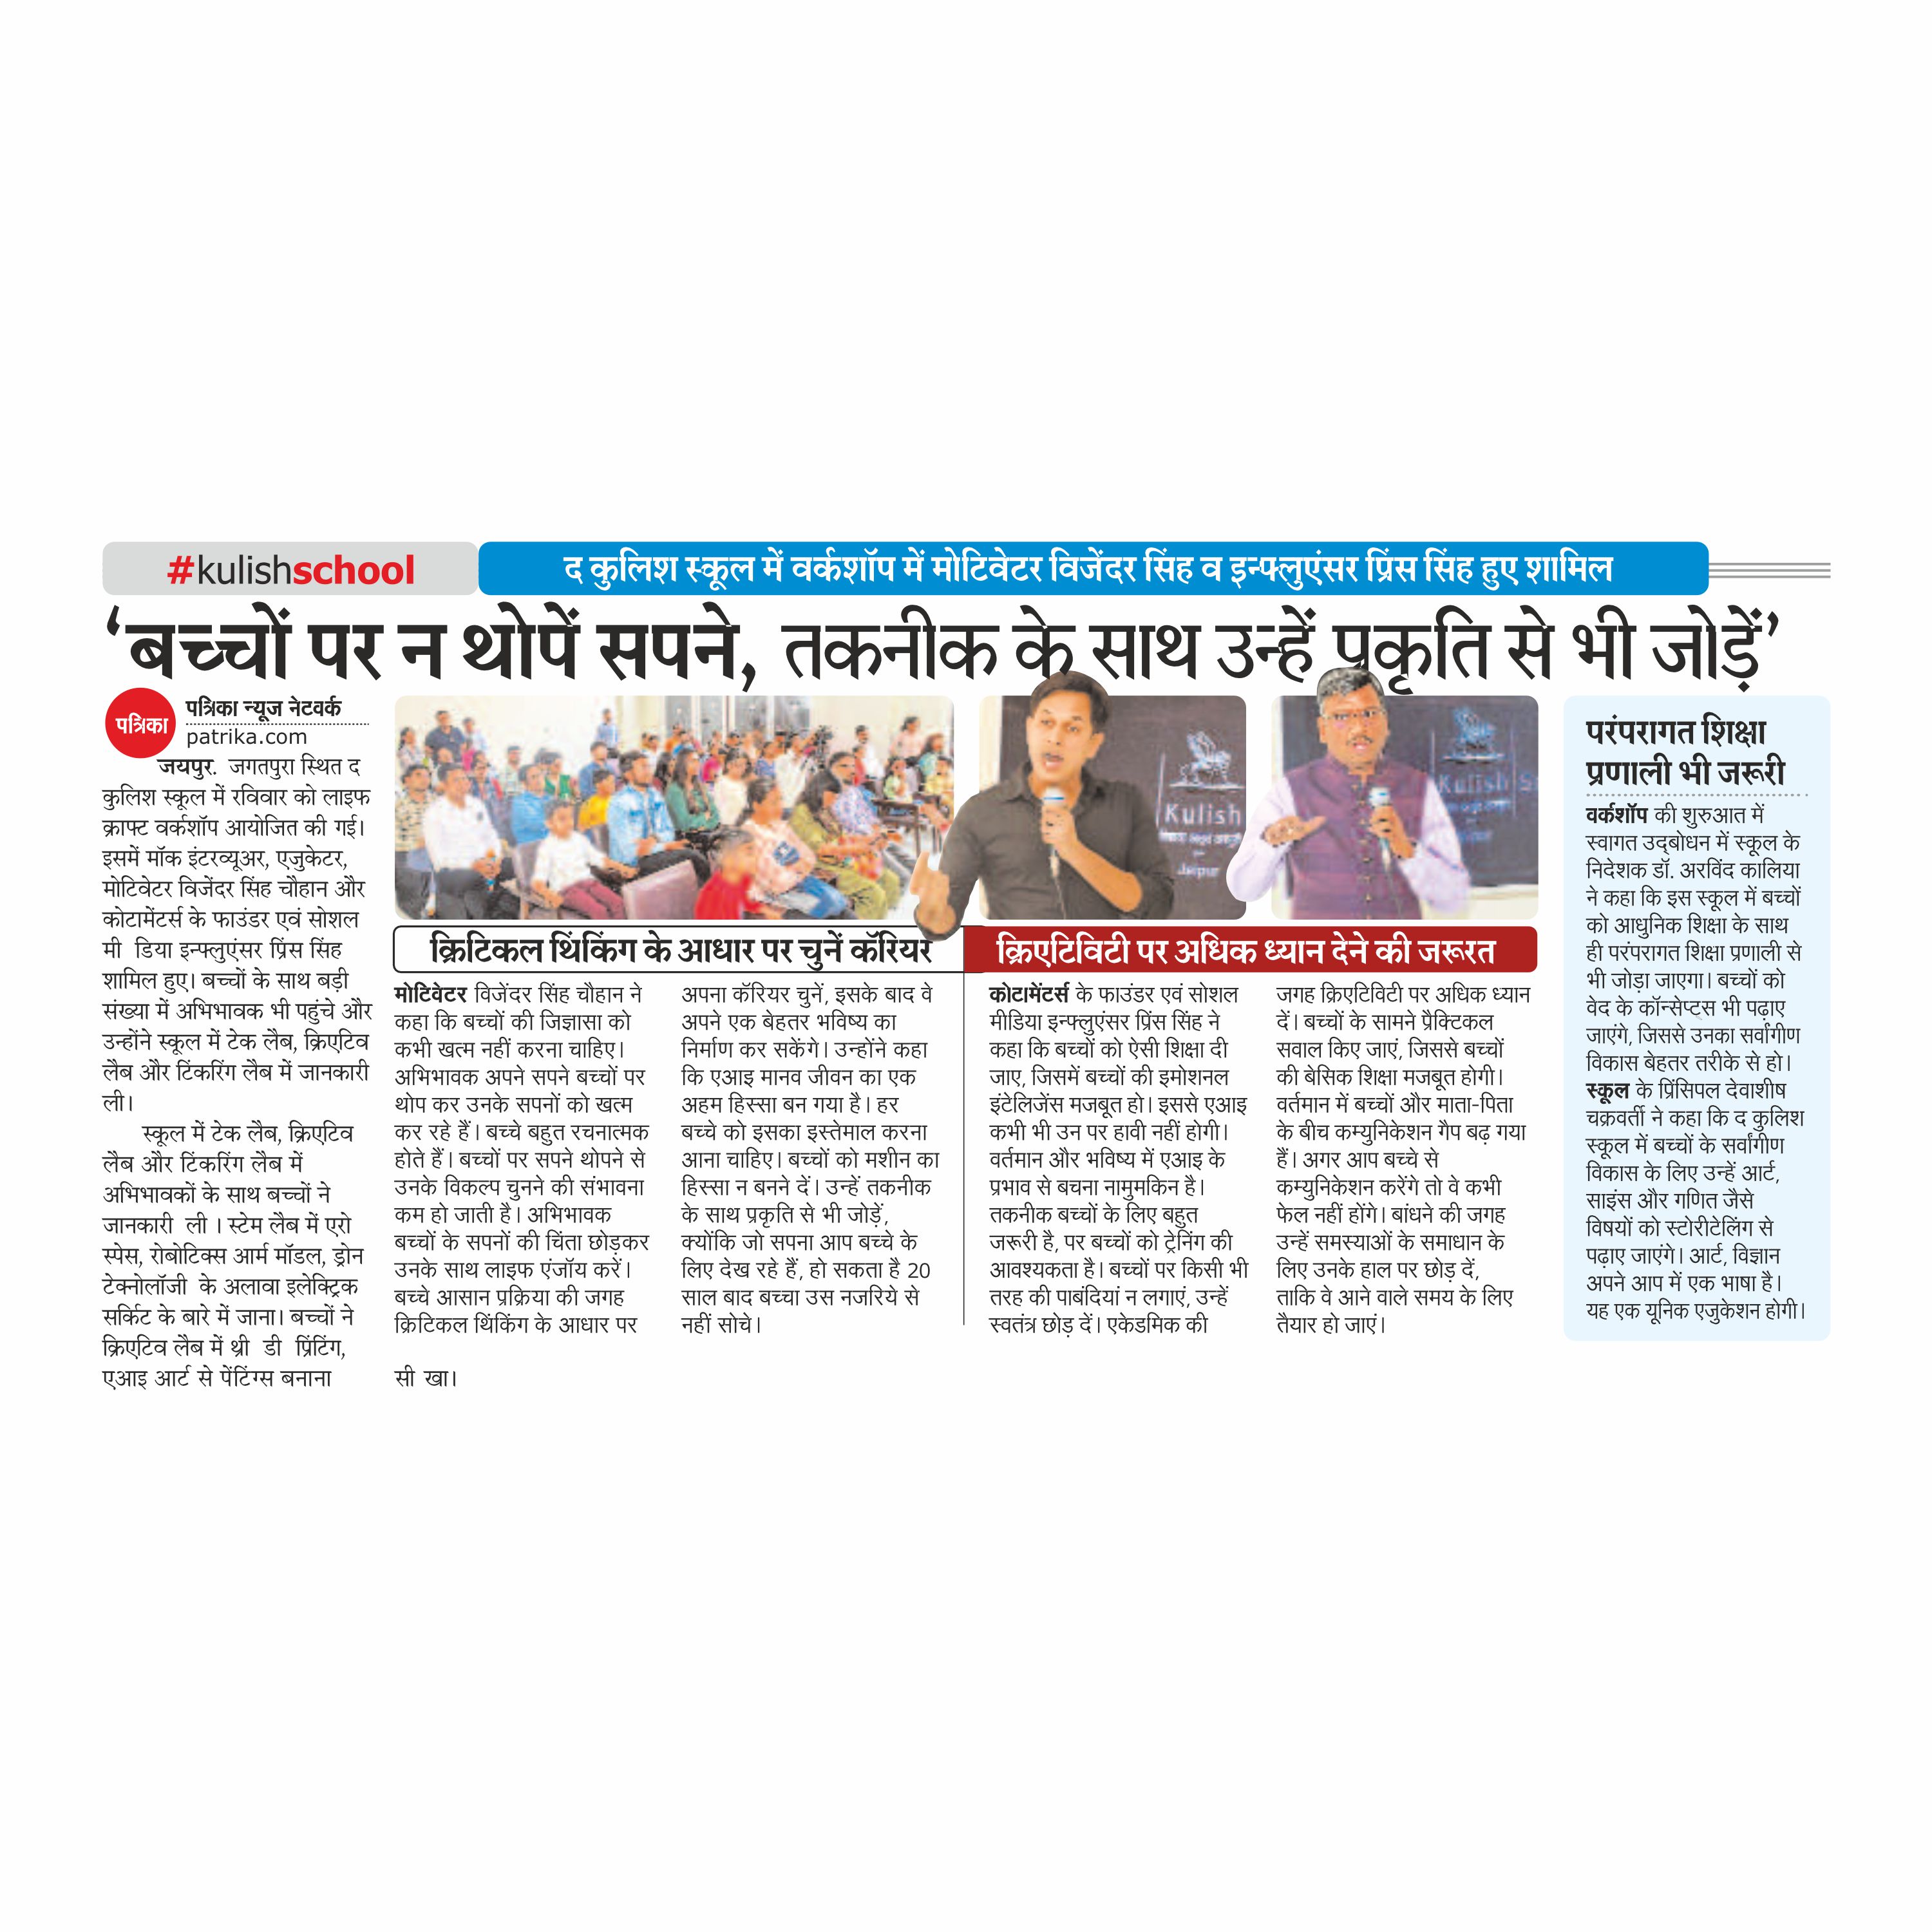 #kulishschool
द कुलिश स्कूल में वर्कशॉप में मोटिवेटर विजेंदर सिंह व इन्फ्लुएंसर प्रिंस सिंह हुए शामिल
‘बच्चों पर न थोपें सपने, तकनीक के साथ उन्हें प्रकृति से भी जोड़ें’
पत्रिका
पत्रिका न्यूज नेटवर्क
patrika.com
जयपुर. जगतपुरा स्थित द
कुलिश स्कूल में रविवार को लाइफ
क्राफ्ट वर्कशॉप आयोजित की गई।
इसमें मॉक इंटरव्यूअर, एजुकेटर,
मोटिवेटर विजेंदर सिंह चौहान और
कोटामेंटर्स के फाउंडर एवं सोशल
मी डिया इन्फ्लुएंसर प्रिंस सिंह
शामिल हुए। बच्चों के साथ बड़ी
संख्या में अभिभावक भी पहुंचे और
उन्होंने स्कूल में टेक लैब, क्रिएटिव
लैब और टिंकरिंग लैब में जानकारी
ली।
स्कूल में टेक लैब, क्रिएटिव
लैब और टिंकरिंग लैब में
अभिभावकों के साथ बच्चों ने
जानकारी ली । स्टेम लैब में एरो
स्पेस, रोबोटिक्स आर्म मॉडल, ड्रोन
टेक्नोलॉजी के अलावा इलेक्ट्रिक
सर्किट के बारे में जाना। बच्चों ने
क्रिएटिव लैब में थ्री डी प्रिंटिंग,
एआइ आर्ट से पेंटिंग्स बनाना
सी खा।
Kulish
Jaipur
Kulish S
क्रिटिकल थिंकिंग के आधार पर चुनें कॅरियर
मोटिवेटर विजेंदर सिंह चौहान ने
कहा कि बच्चों की जिज्ञासा को
कभी खत्म नहीं करना चाहिए।
अभिभावक अपने सपने बच्चों पर
थोप कर उनके सपनों को खत्म
कर रहे हैं। बच्चे बहुत रचनात्मक
होते हैं। बच्चों पर सपने थोपने से
उनके विकल्प चुनने की संभावना
कम हो जाती है। अभिभावक
बच्चों के सपनों की चिंता छोड़कर
उनके साथ लाइफ एंजॉय करें।
बच्चे आसान प्रक्रिया की जगह
क्रिटिकल थिंकिंग के आधार पर
अपना कॅरियर चुनें, इसके बाद वे
अपने एक बेहतर भविष्य का
निर्माण कर सकेंगे। उन्होंने कहा
कि एआइ मानव जीवन का एक
अहम हिस्सा बन गया है। हर
बच्चे को इसका इस्तेमाल करना
आना चाहिए। बच्चों को मशीन का
हिस्सा न बनने दें। उन्हें तकनीक
के साथ प्रकृति से भी जोड़ें,
क्योंकि जो सपना आप बच्चे के
लिए देख रहे हैं, हो सकता है 20
साल बाद बच्चा उस नजरिये से
नहीं सोचे।
क्रिएटिविटी पर अधिक ध्यान देने की जरूरत
कोटामेंटर्स के फाउंडर एवं सोशल
मीडिया इन्फ्लुएंसर प्रिंस सिंह ने
कहा कि बच्चों को ऐसी शिक्षा दी
जाए, जिसमें बच्चों की इमोशनल
इंटेलिजेंस मजबूत हो। इससे एआइ
कभी भी उन पर हावी नहीं होगी।
वर्तमान और भविष्य में एआइ के
प्रभाव से बचना नामुमकिन है।
तकनीक बच्चों के लिए बहुत
जरूरी है, पर बच्चों को ट्रेनिंग की
आवश्यकता है। बच्चों पर किसी भी
तरह की पाबंदियां न लगाएं, उन्हें
स्वतंत्र छोड़ दें। एकेडमिक की
जगह क्रिएटिविटी पर अधिक ध्यान
दें। बच्चों के सामने प्रैक्टिकल
सवाल किए जाएं, जिससे बच्चों
की बेसिक शिक्षा मजबूत होगी।
वर्तमान में बच्चों और माता-पिता
के बीच कम्युनिकेशन गैप बढ़ गया
हैं। अगर आप बच्चे से
कम्युनिकेशन करेंगे तो वे कभी
फेल नहीं होंगे। बांधने की जगह
उन्हें समस्याओं के समाधान के
लिए उनके हाल पर छोड़ दें,
ताकि वे आने वाले समय के लिए
तैयार हो जाएं।
परंपरागत शिक्षा
प्रणाली भी जरूरी
वर्कशॉप की शुरुआत में
स्वागत उद्बोधन में स्कूल के
निदेशक डॉ. अरविंद कालिया
ने कहा कि इस स्कूल में बच्चों
को आधुनिक शिक्षा के साथ
ही परंपरागत शिक्षा प्रणाली से
भी जोड़ा जाएगा। बच्चों को
वेद के कॉन्सेप्ट्स भी पढ़ाए
जाएंगे, जिससे उनका सर्वांगीण
विकास बेहतर तरीके से हो।
स्कूल के प्रिंसिपल देवाशीष
चक्रवर्ती ने कहा कि द कुलिश
स्कूल में बच्चों के सर्वांगीण
विकास के लिए उन्हें आर्ट,
साइंस और गणित जैसे
विषयों को स्टोरीटेलिंग से
पढ़ाए जाएंगे। आर्ट, विज्ञान
अपने आप में एक भाषा है।
यह एक यूनिक एजुकेशन होगी।